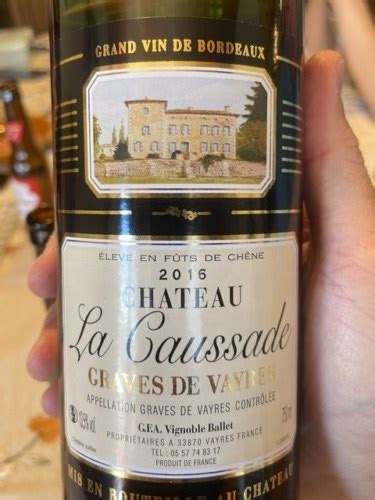 GRAND VIN DE BORDEAUX
ÉLEVÉ EN FÛTS DE CHÊNE
2016
CHATEAU
La Caussade
GRAVES DE VAYRES
APPELLATION GRAVES DE VAYRES CONTRÔLÉE
G.F.A. Vignoble Ballet
PROPRIÉTAIRES A 33870 VAYRES FRANCE
TEL : 05 57 74 83 17
PRODUIT DE FRANCE
MIS EN BOUTEILLE AU CHATEAU